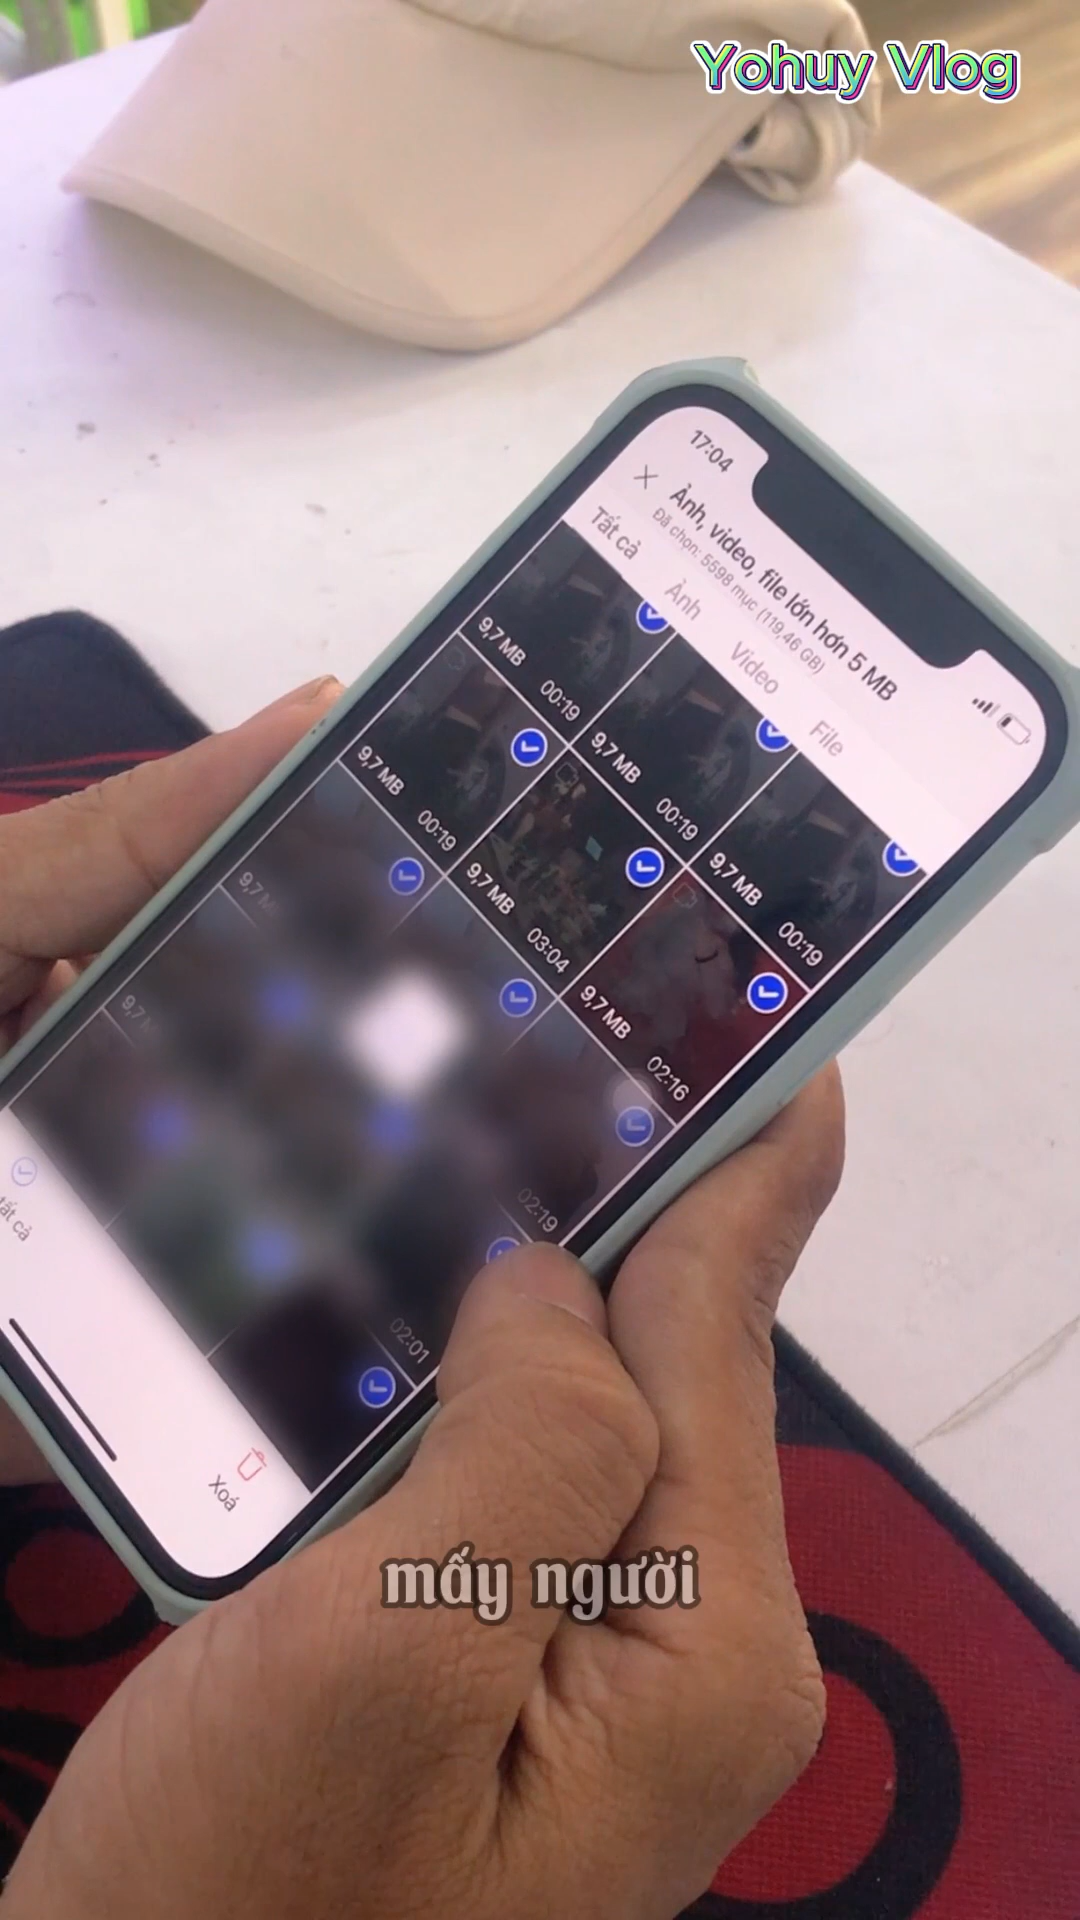 Yohuy Vlog
17:04
Ảnh, video, file lớn hơn 5 MB
Đã chọn: 5598 mục (119,46 GB)
Tất cả
Ảnh
Video
File
9,7 MB
00:19
9,7 MB
00:19
9,7 MB
00:19
9,7 MB
00:19
9,7 MB
03:04
9,7 MB
02:16
9,7 M
9,7 M
02:19
02:01
tất cả
Xoá
mấy người